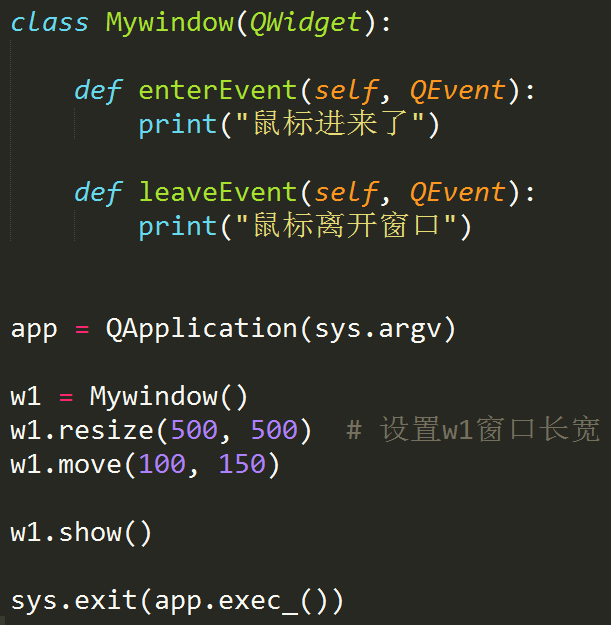 class Mywindow(QWidget):
    def enterEvent(self, QEvent):
        print("鼠标进来了")
    def leaveEvent(self, QEvent):
        print("鼠标离开窗口")
app = QApplication(sys.argv)
w1 = Mywindow()
w1.resize(500, 500)  # 设置w1窗口长宽
w1.move(100, 150)
w1.show()
sys.exit(app.exec_())